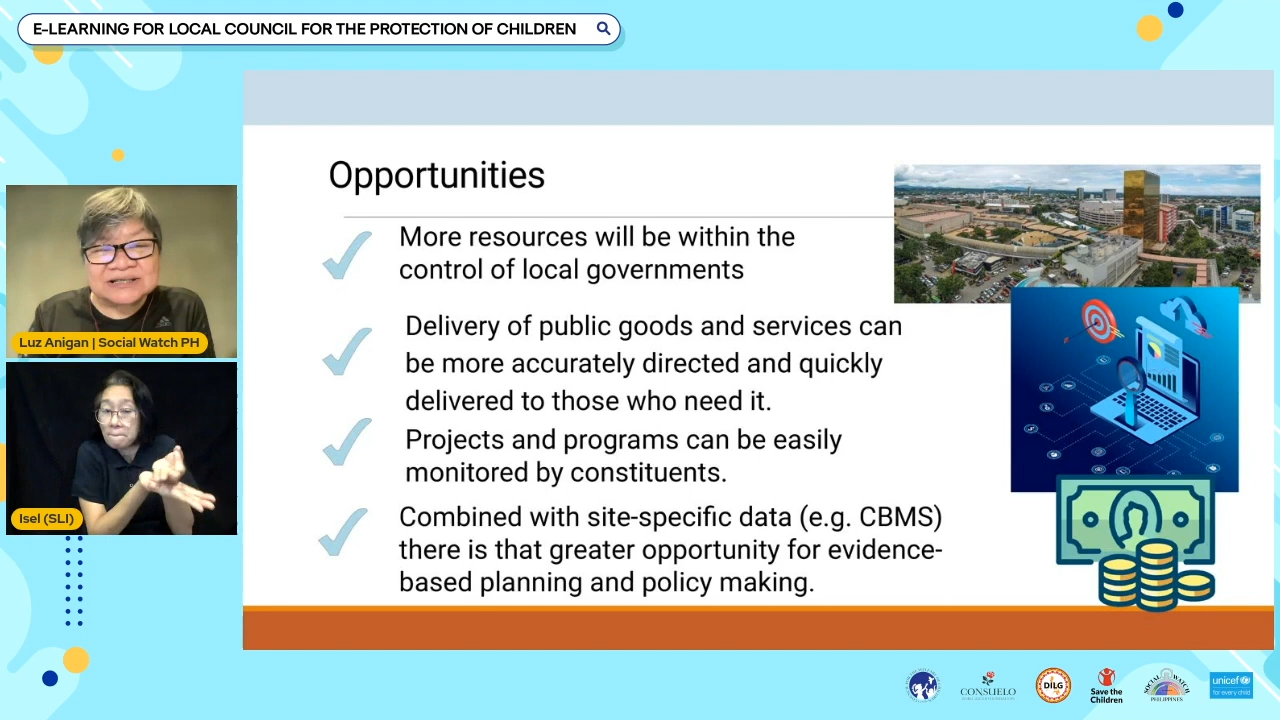 E-LEARNING FOR LOCAL COUNCIL FOR THE PROTECTION OF CHILDREN
Opportunities
More resources will be within the
control of local governments
Delivery of public goods and services can
be more accurately directed and quickly
delivered to those who need it.
Projects and programs can be easily
monitored by constituents.
Combined with site-specific data (e.g. CBMS)
there is that greater opportunity for evidence-
based planning and policy making.
Luz Anigan | Social Watch PH
Isel (SLI)
CONSUELO
DILG
Save the
Children
SOCIAL WATCH
PHILIPPINES
unicef
for every child